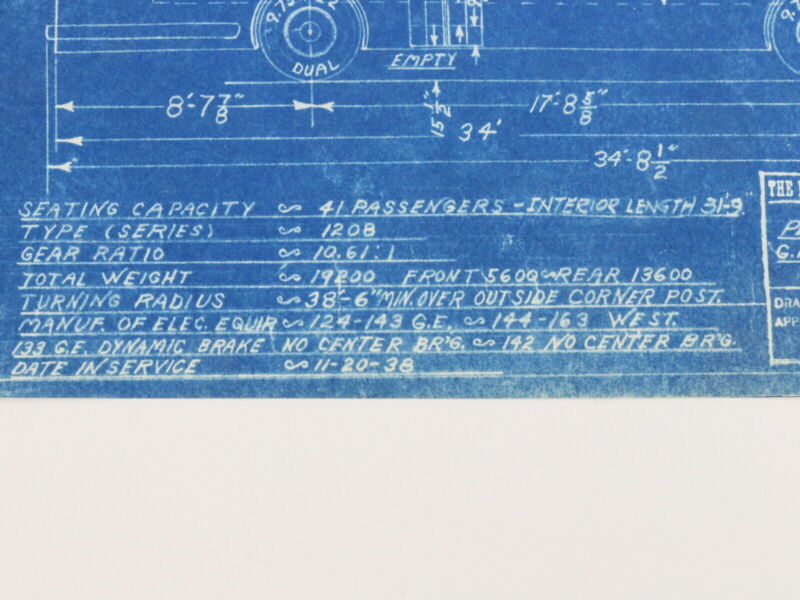 DUAL
EMPTY
8'-7 7/8"
17'-8 5/8"
15 1/2"
34'
34'-8 1/2"
SEATING CAPACITY ~ 41 PASSENGERS - INTERIOR LENGTH 31'-9"
TYPE (SERIES) ~ 1208
GEAR RATIO ~ 10.61:1
TOTAL WEIGHT ~ 19200 FRONT 5600 ~ REAR 13600
TURNING RADIUS ~ 38'-6" MIN. OVER OUTSIDE CORNER POST.
MANUF. OF ELEC. EQUIP. ~ 124-143 G.E. ~ 144-163 WEST.
133 G.E. DYNAMIC BRAKE NO CENTER BR'G. ~ 142 NO CENTER BR'G.
DATE IN SERVICE ~ 11-20-38
THE
G.
DRA
APP